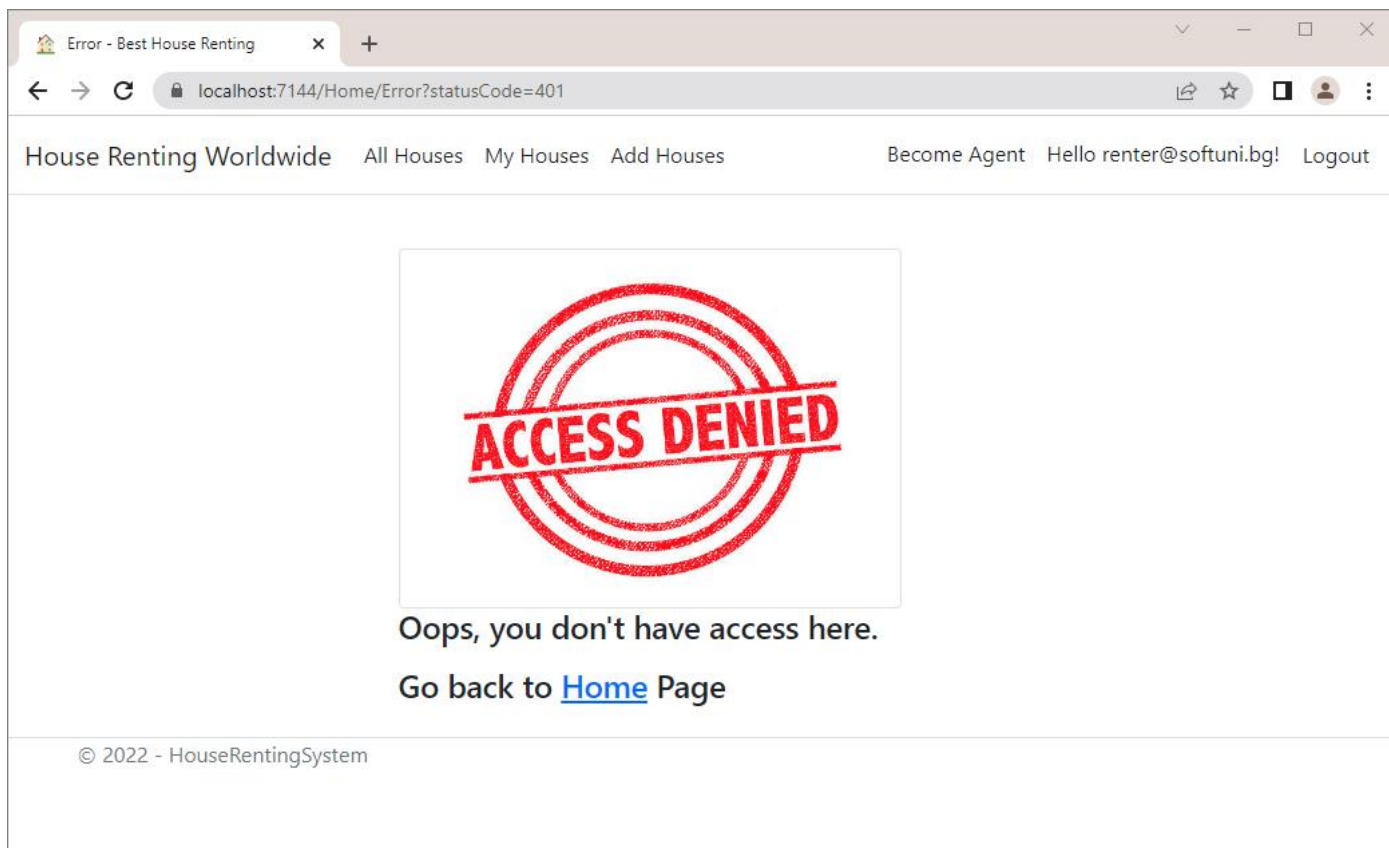 Error - Best House Renting
localhost:7144/Home/Error?statusCode=401
House Renting Worldwide All Houses My Houses Add Houses Become Agent Hello renter@softuni.bg! Logout
ACCESS DENIED
Oops, you don't have access here.
Go back to Home Page
© 2022 - HouseRentingSystem